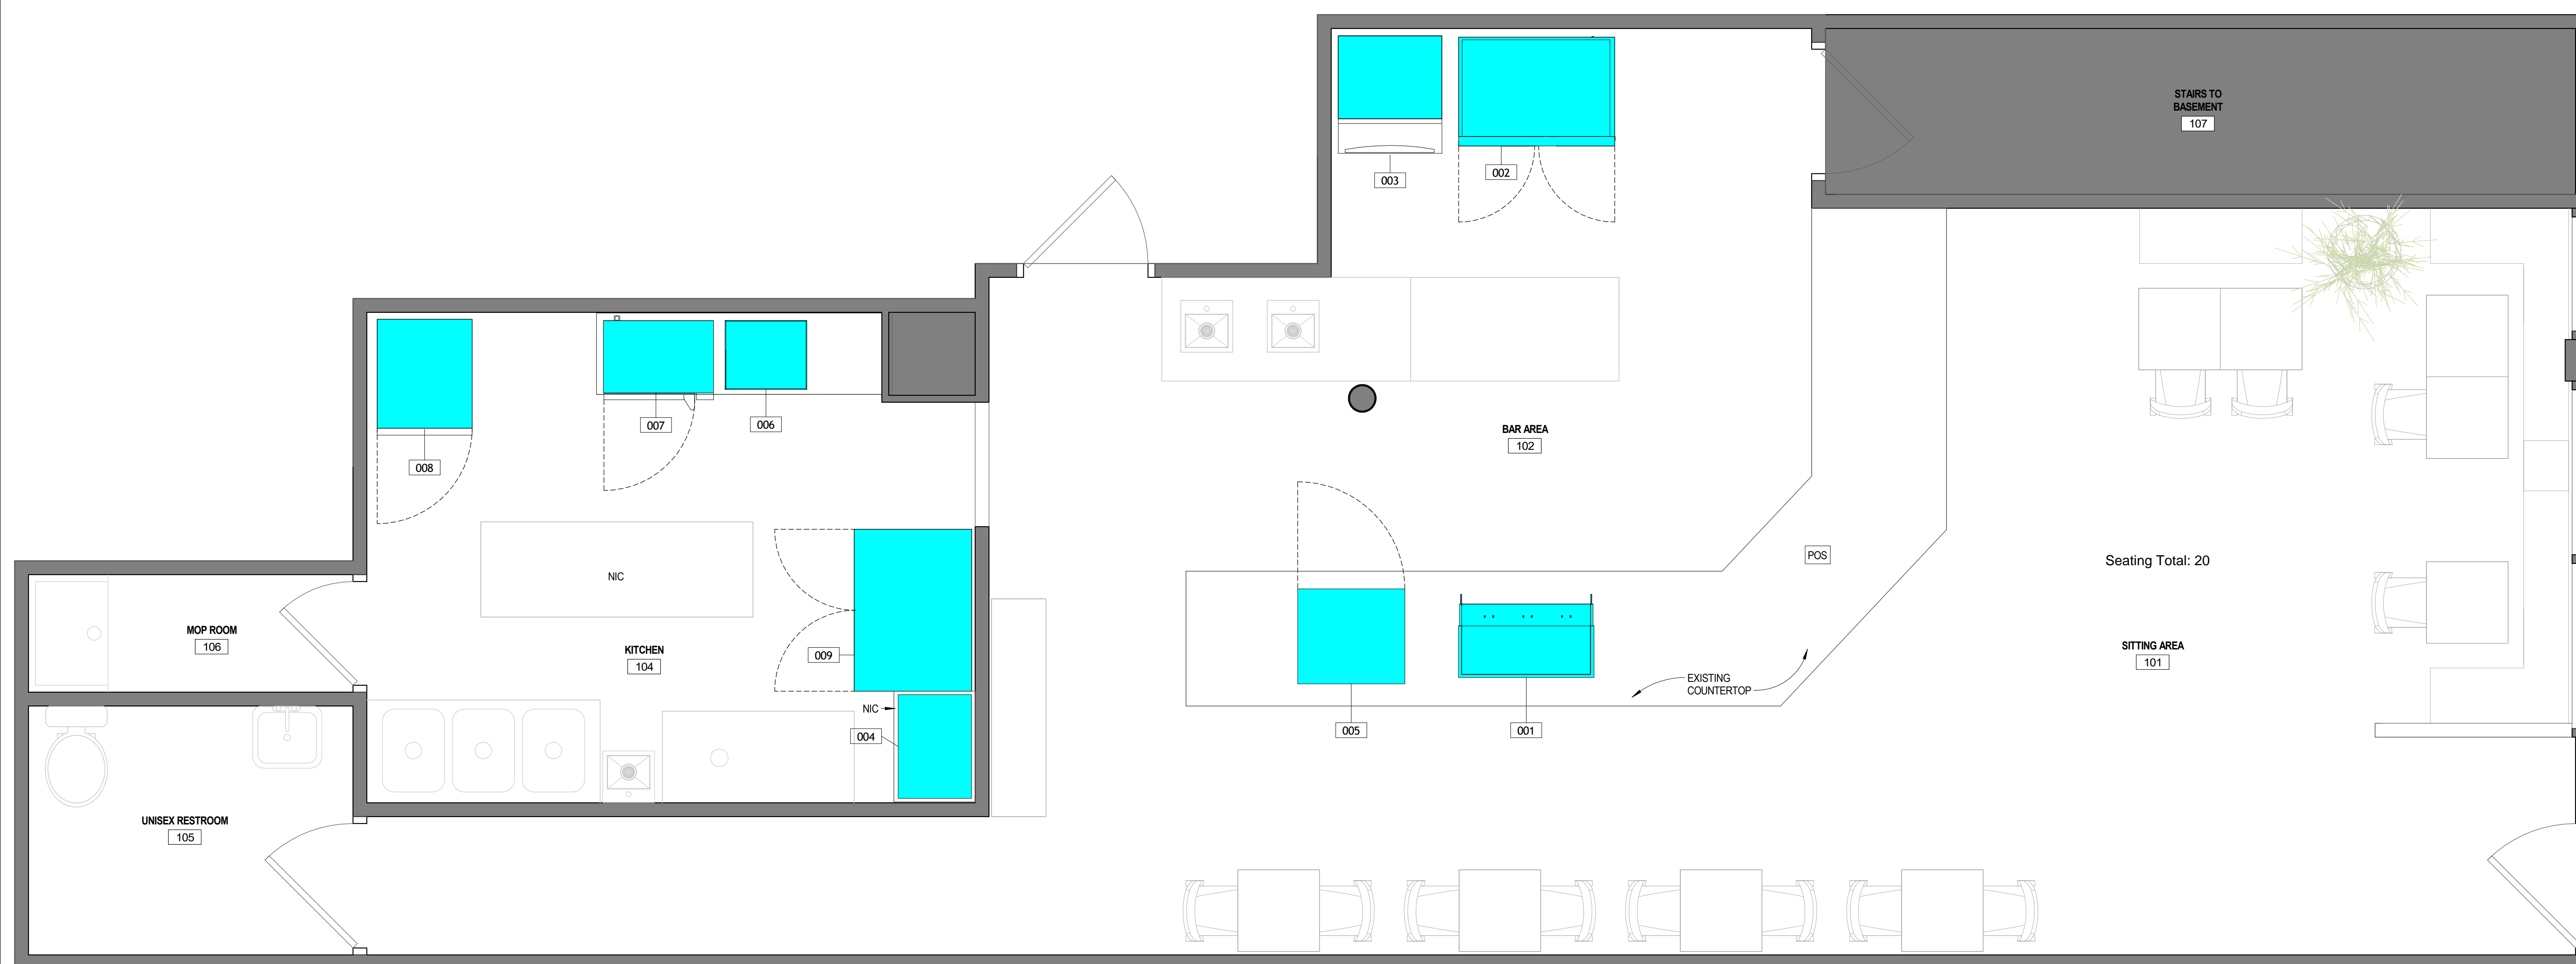 STAIRS TO
BASEMENT
107
003
002
007
006
008
BAR AREA
102
NIC
POS
Seating Total: 20
MOP ROOM
106
KITCHEN
104
009
SITTING AREA
101
EXISTING
COUNTERTOP
NIC
004
005
001
UNISEX RESTROOM
105